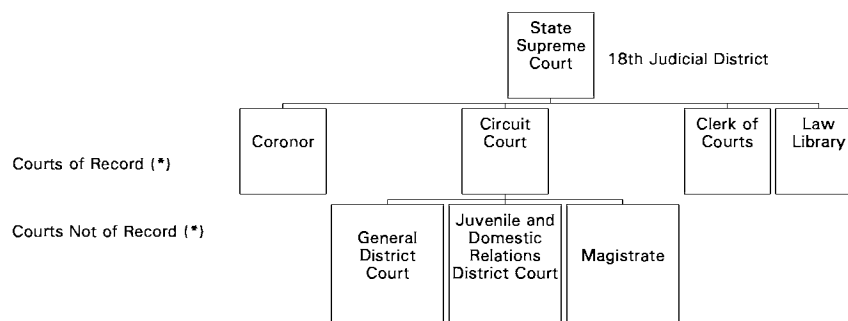 State
Supreme
Court
18th Judicial District
Coronor
Circuit
Court
Clerk of
Courts
Law
Library
Courts of Record (*)
Courts Not of Record (*)
General
District
Court
Juvenile and
Domestic
Relations
District Court
Magistrate